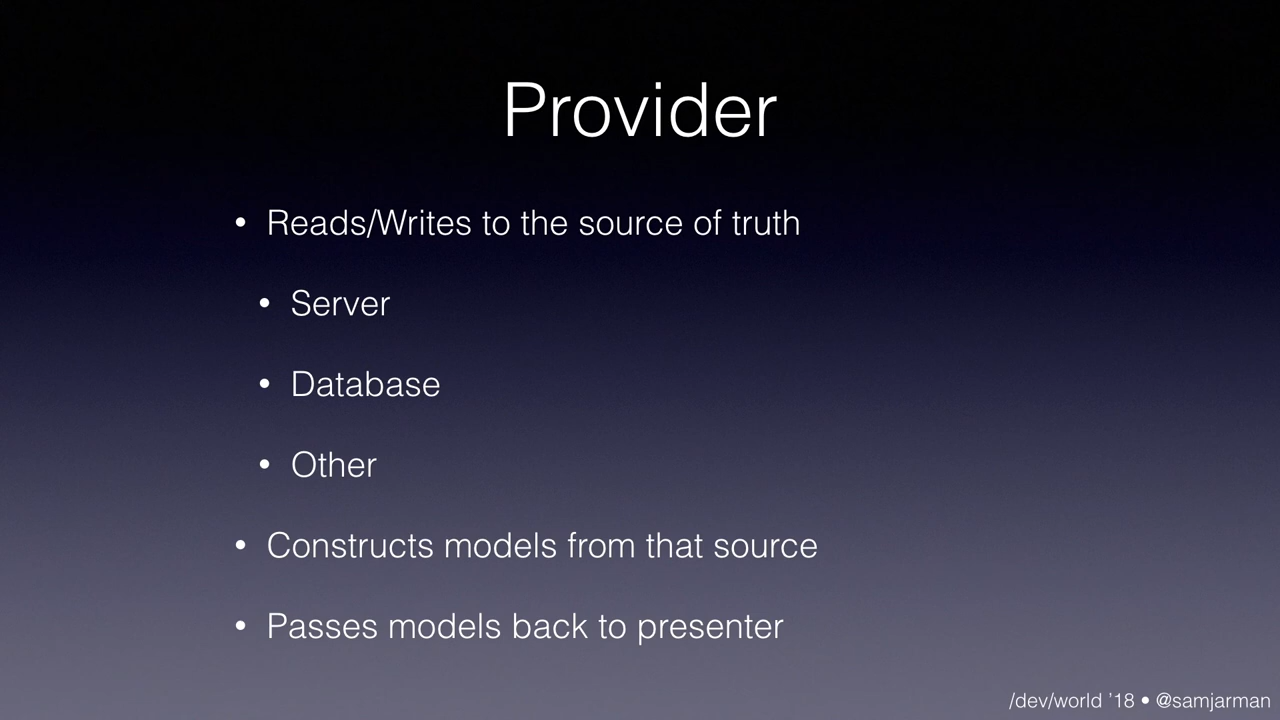 Provider
• Reads/Writes to the source of truth
• Server
• Database
• Other
• Constructs models from that source
• Passes models back to presenter
/dev/world ’18 • @samjarman